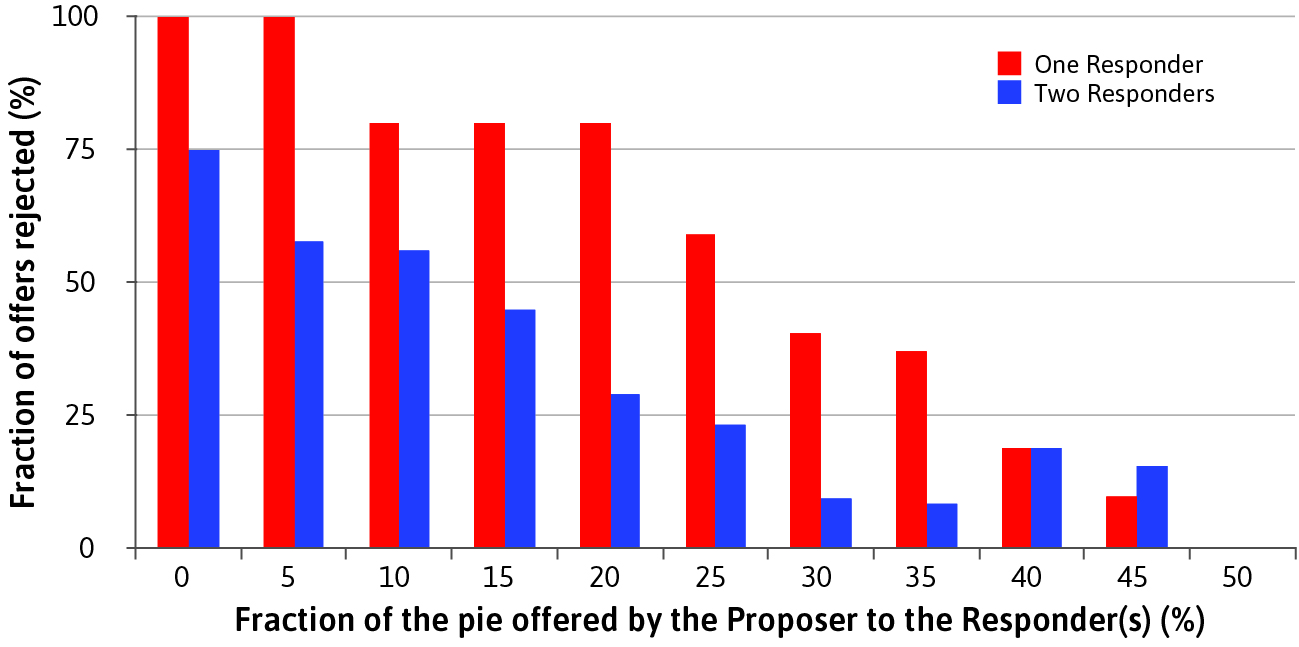 100
75
50
25
0
Fraction of offers rejected (%)
One Responder
Two Responders
0 5 10 15 20 25 30 35 40 45 50
Fraction of the pie offered by the Proposer to the Responder(s) (%)